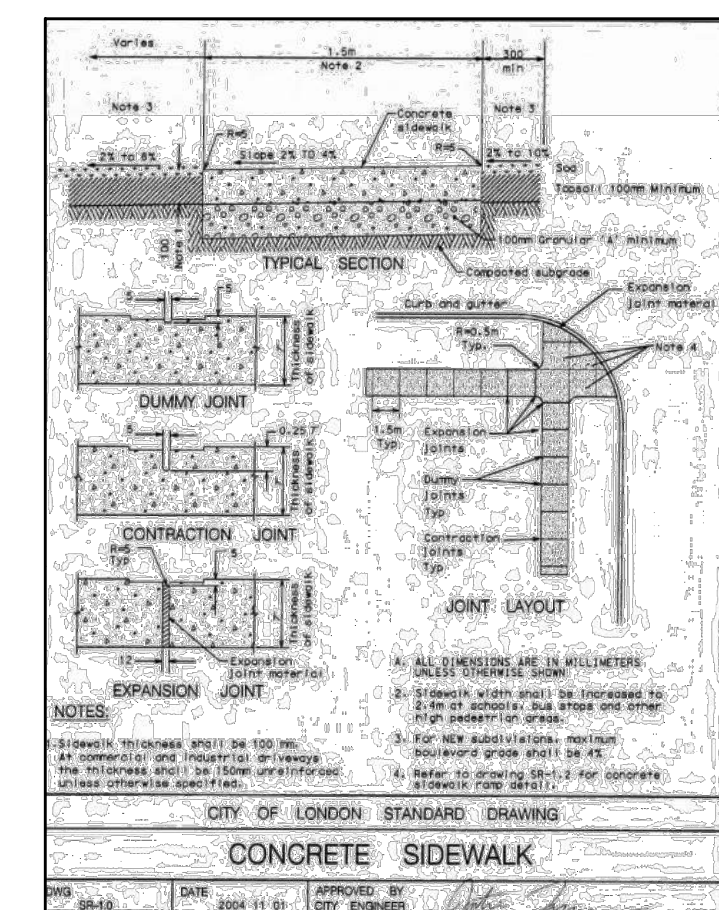 Varies
1.5m
Note 2
300
min
Note 3
Note 3
Concrete
sidewalk
R=5
R=5
2% to 8%
Slope 2% TO 4%
2% to 10%
Sod
Topsoil 100mm Minimum
100
Note 1
100mm Granular 'A' minimum
TYPICAL SECTION
Compacted subgrade
5
5
T
Thickness
of sidewalk
DUMMY JOINT
5
0.25 T
T
Thickness
of sidewalk
CONTRACTION JOINT
R=5
Typ
5
T
Thickness
of sidewalk
12
Expansion
joint material
EXPANSION JOINT
Curb and gutter
Expansion
joint material
R=0.5m
Typ.
Note 4
1.5m
Typ
Expansion
joints
Dummy
joints
Typ
Contraction
joints
Typ
JOINT LAYOUT
NOTES:
1. Sidewalk thickness shall be 100 mm.
At commercial and industrial driveways
the thickness shall be 150mm unreinforced
unless otherwise specified.
A. ALL DIMENSIONS ARE IN MILLIMETERS
UNLESS OTHERWISE SHOWN
2. Sidewalk width shall be increased to
2.4m at schools, bus stops and other
high pedestrian areas.
3. For NEW subdivisions, maximum
boulevard grade shall be 4%
4. Refer to drawing SR-1.2 for concrete
sidewalk ramp detail.
CITY OF LONDON STANDARD DRAWING
CONCRETE SIDEWALK
DWG
SR-1.0
DATE
2004 11 01
APPROVED BY
CITY ENGINEER